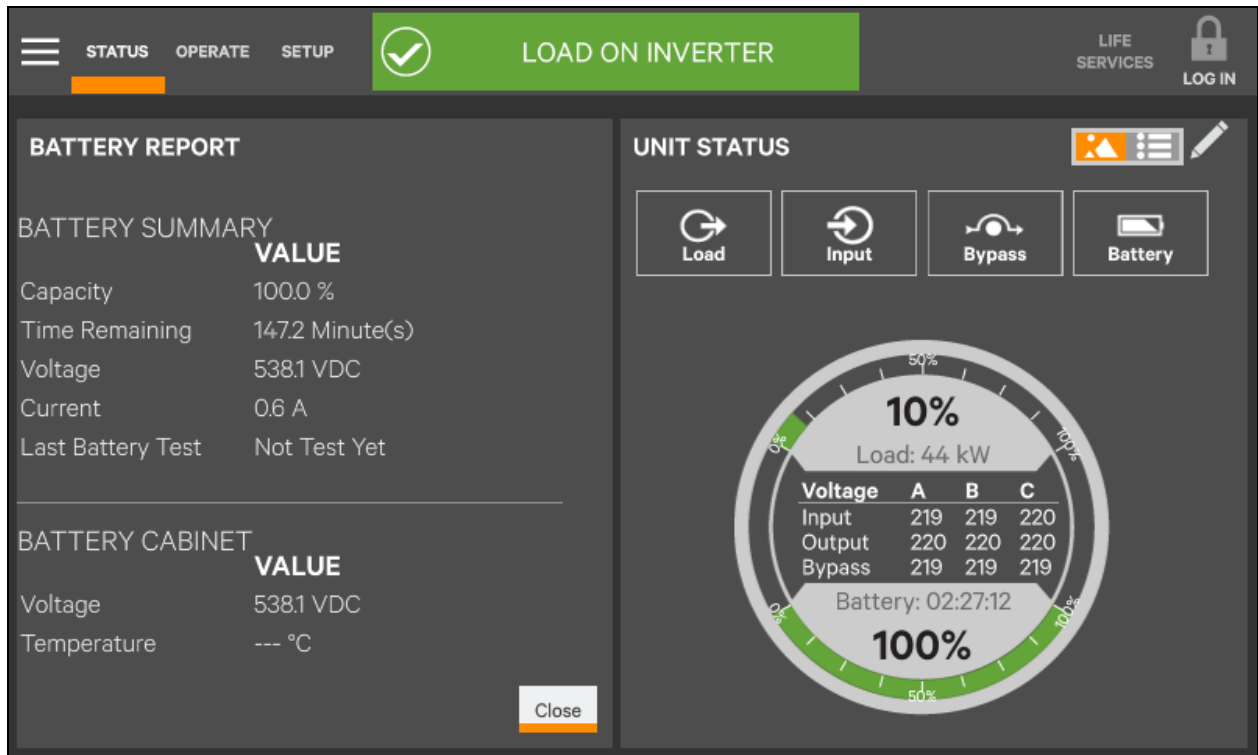 STATUS OPERATE SETUP LOAD ON INVERTER LIFE
SERVICES LOG IN
BATTERY REPORT
BATTERY SUMMARY
VALUE
Capacity 100.0 %
Time Remaining 147.2 Minute(s)
Voltage 538.1 VDC
Current 0.6 A
Last Battery Test Not Test Yet
BATTERY CABINET
VALUE
Voltage 538.1 VDC
Temperature --- °C
Close
UNIT STATUS
Load Input Bypass Battery
50%
0% 100%
10%
Load: 44 kW
Voltage A B C
Input 219 219 220
Output 220 220 220
Bypass 219 219 219
Battery: 02:27:12
0% 100%
100%
50%